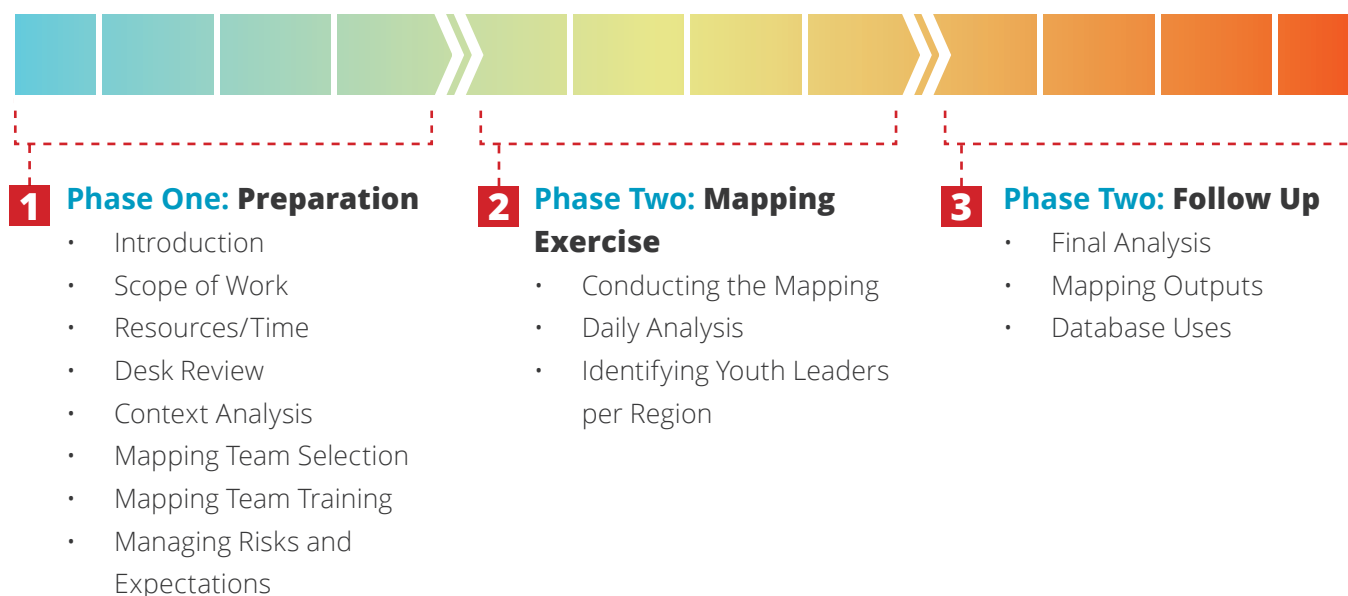 1
Phase One: Preparation
• Introduction
• Scope of Work
• Resources/Time
• Desk Review
• Context Analysis
• Mapping Team Selection
• Mapping Team Training
• Managing Risks and
Expectations
2
Phase Two: Mapping
Exercise
• Conducting the Mapping
• Daily Analysis
• Identifying Youth Leaders
per Region
3
Phase Two: Follow Up
• Final Analysis
• Mapping Outputs
• Database Uses